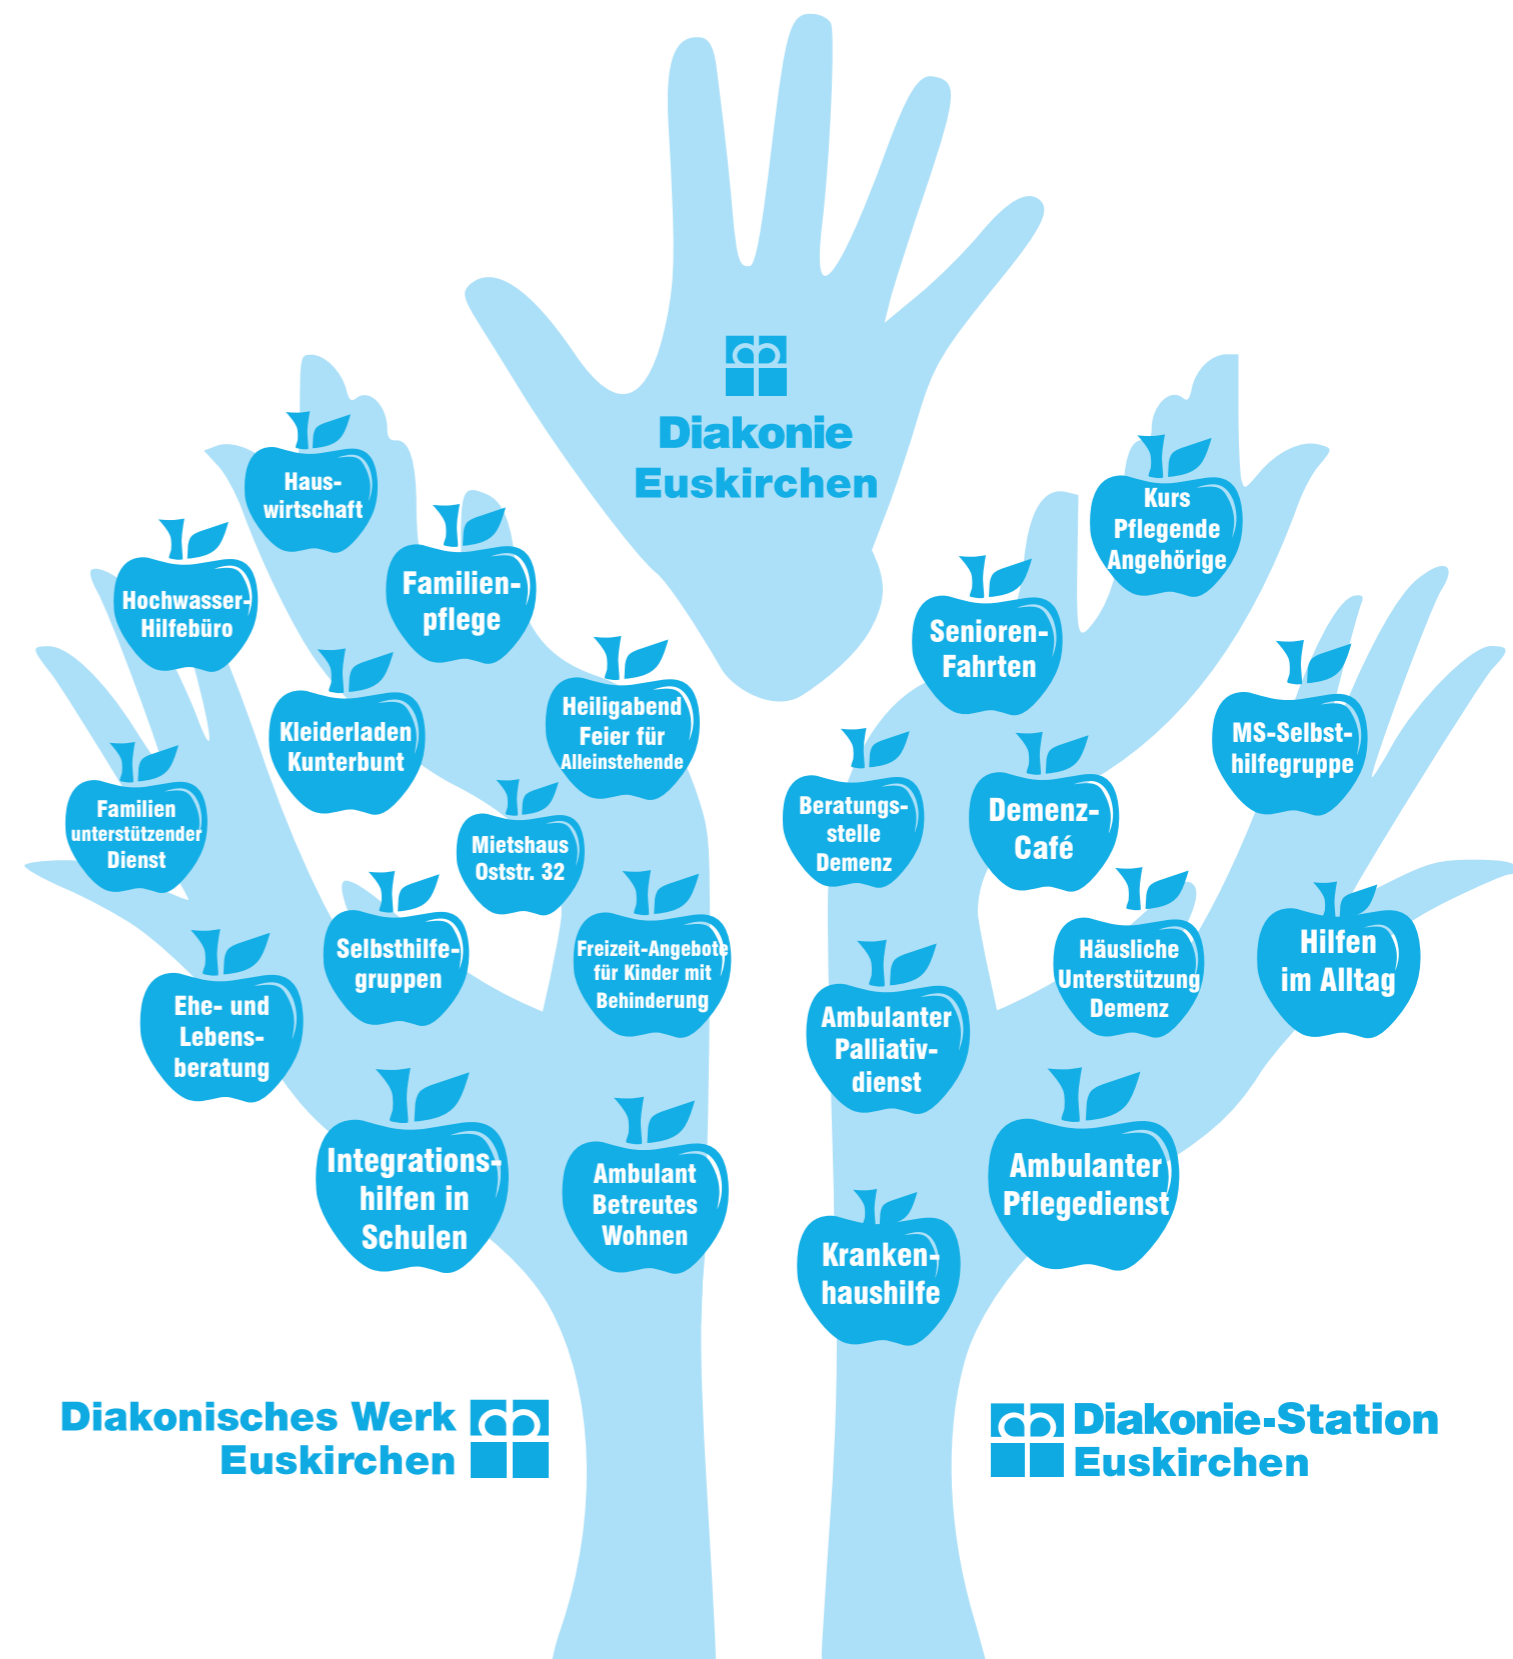 Diakonie
Euskirchen
Haus-
wirtschaft
Hochwasser-
Hilfebüro
Familien-
pflege
Kleiderladen
Kunterbunt
Heiligabend
Feier für
Alleinstehende
Familien
unterstützender
Dienst
Mietshaus
Oststr. 32
Selbsthilfe-
gruppen
Freizeit-Angebote
für Kinder mit
Behinderung
Ehe- und
Lebens-
beratung
Integrations-
hilfen in
Schulen
Ambulant
Betreutes
Wohnen
Kurs
Pflegende
Angehörige
Senioren-
Fahrten
MS-Selbst-
hilfegruppe
Beratungs-
stelle
Demenz
Demenz-
Café
Häusliche
Unterstützung
Demenz
Hilfen
im Alltag
Ambulanter
Palliativ-
dienst
Ambulanter
Pflegedienst
Kranken-
haushilfe
Diakonisches Werk
Euskirchen
Diakonie-Station
Euskirchen